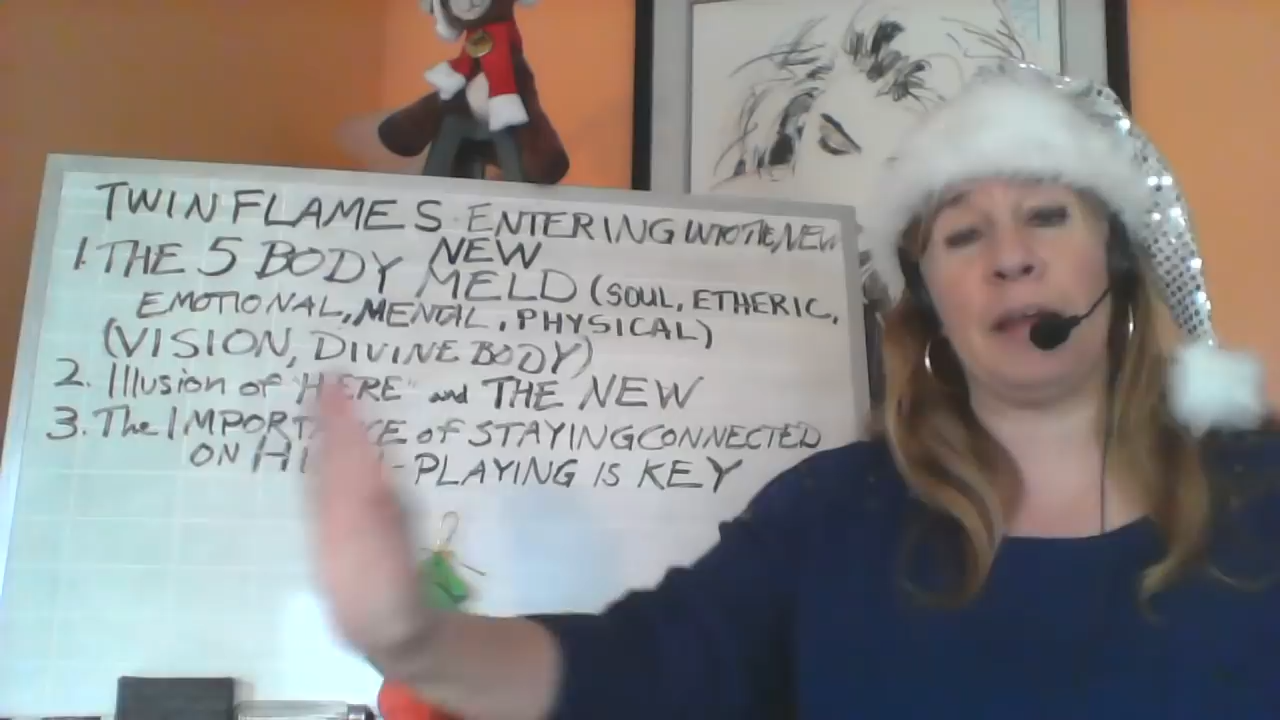 TWIN FLAMES ENTERING INTO THE NEW
NEW
1. THE 5 BODY MELD (SOUL, ETHERIC,
EMOTIONAL, MENTAL, PHYSICAL)
(VISION, DIVINE BODY)
2. Illusion of "HERE" and THE NEW
3. The of STAYING CONNECTED
ON - PLAYING IS KEY